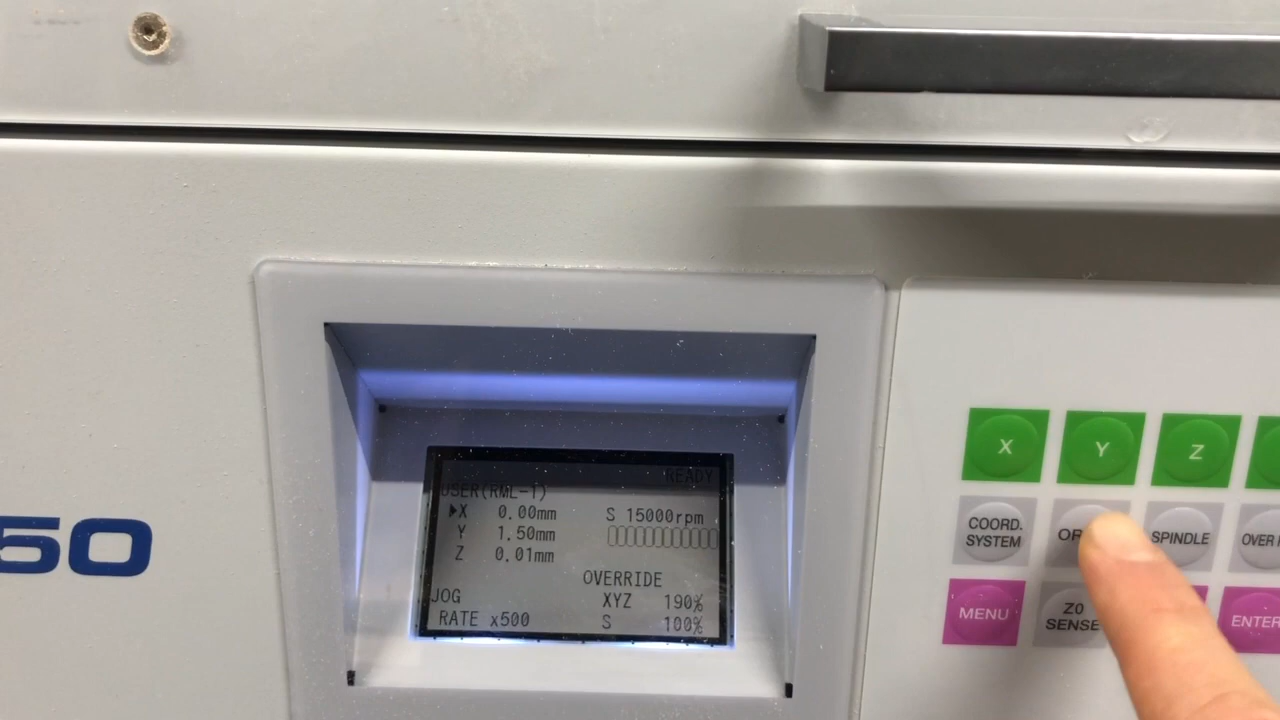 50
READY
USER(RML-1)
X 0.00mm
S 15000rpm
Y 1.50mm
Z 0.01mm
OVERRIDE
JOG
XYZ 190%
RATE x500
S 100%
X
Y
Z
COORD.
SYSTEM
SPINDLE
MENU
Z0
SENSE
ENTER